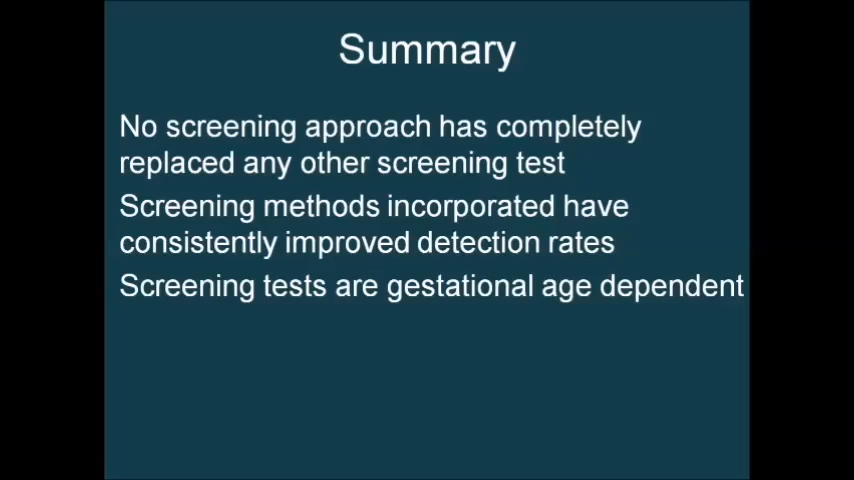 Summary
No screening approach has completely
replaced any other screening test
Screening methods incorporated have
consistently improved detection rates
Screening tests are gestational age dependent